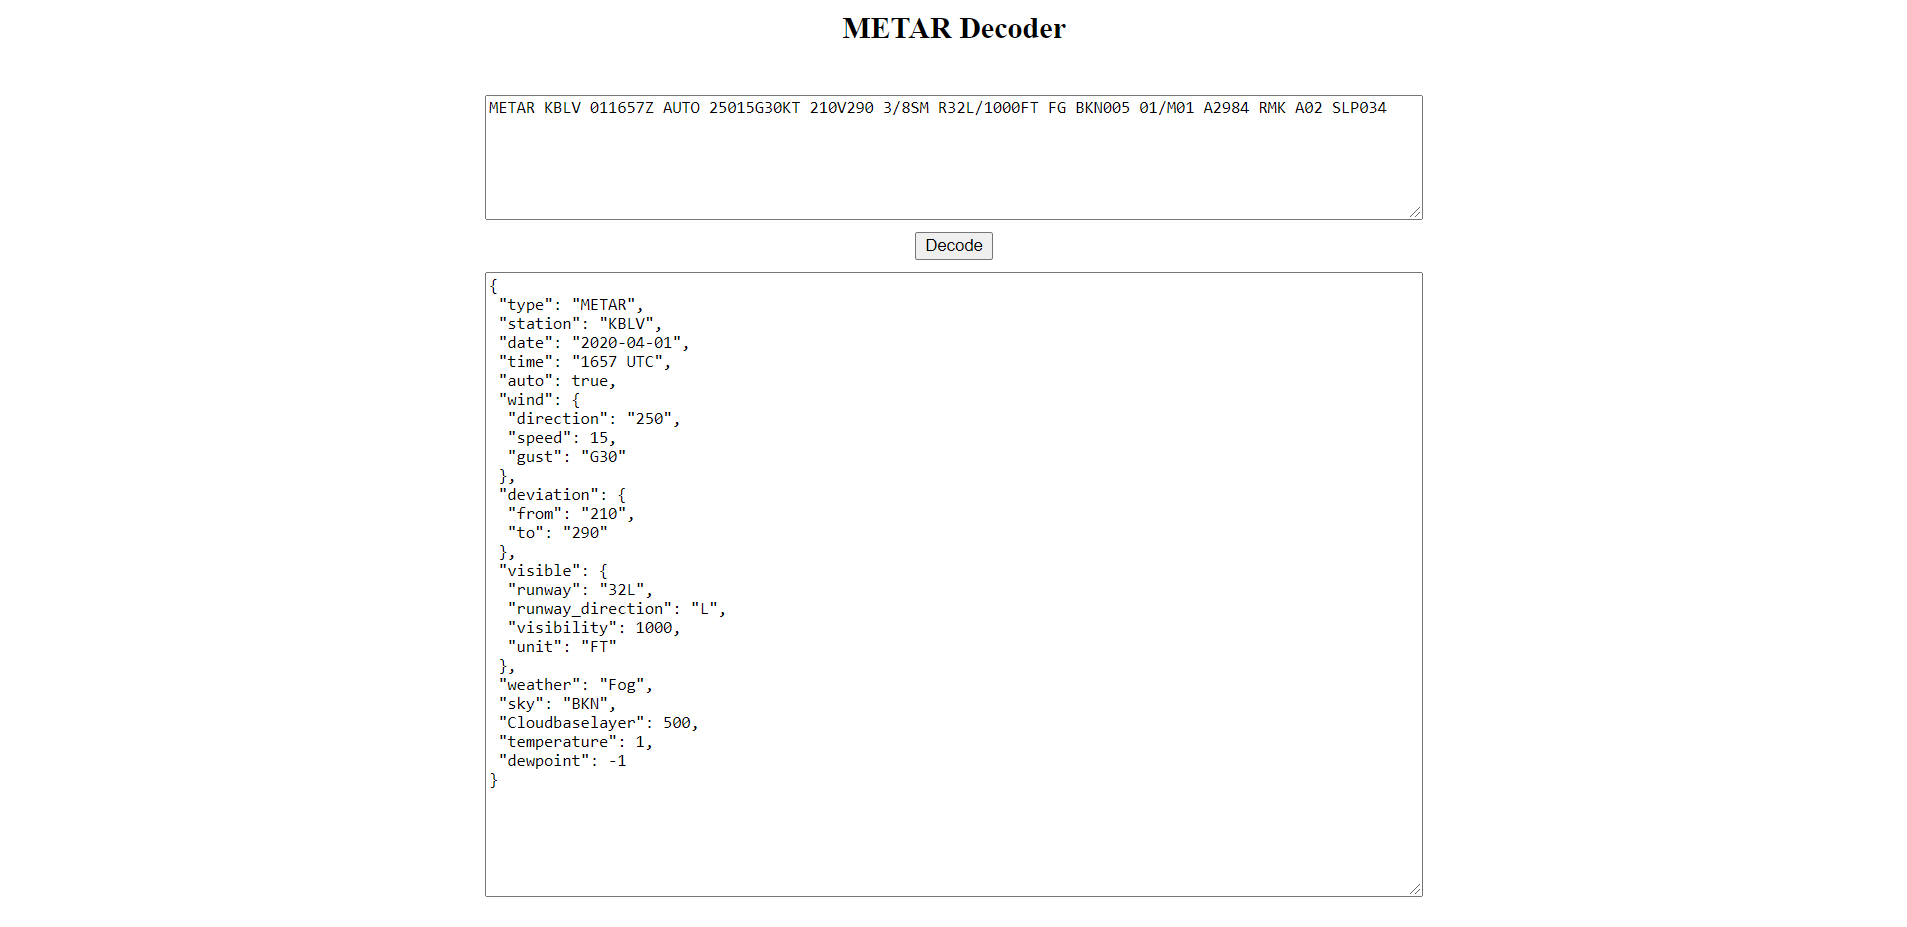 METAR Decoder
METAR KBLV 011657Z AUTO 25015G30KT 210V290 3/8SM R32L/1000FT FG BKN005 01/M01 A2984 RMK A02 SLP034
Decode
{
 "type": "METAR",
 "station": "KBLV",
 "date": "2020-04-01",
 "time": "1657 UTC",
 "auto": true,
 "wind": {
  "direction": "250",
  "speed": 15,
  "gust": "G30"
 },
 "deviation": {
  "from": "210",
  "to": "290"
 },
 "visible": {
  "runway": "32L",
  "runway_direction": "L",
  "visibility": 1000,
  "unit": "FT"
 },
 "weather": "Fog",
 "sky": "BKN",
 "Cloudbaselayer": 500,
 "temperature": 1,
 "dewpoint": -1
}